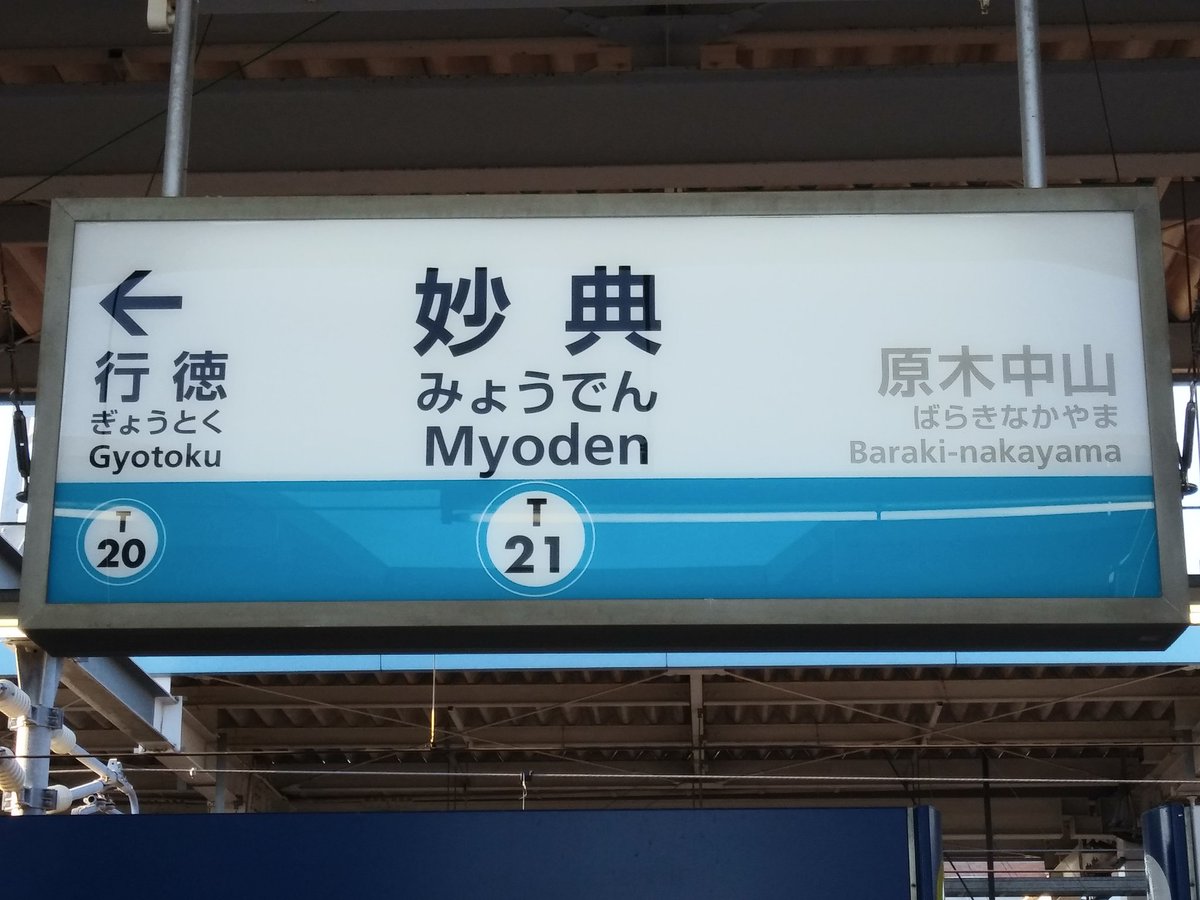 ←
行徳
ぎょうとく
Gyotoku
T
20
妙典
みょうでん
Myoden
T
21
原木中山
ばらきなかやま
Baraki-nakayama